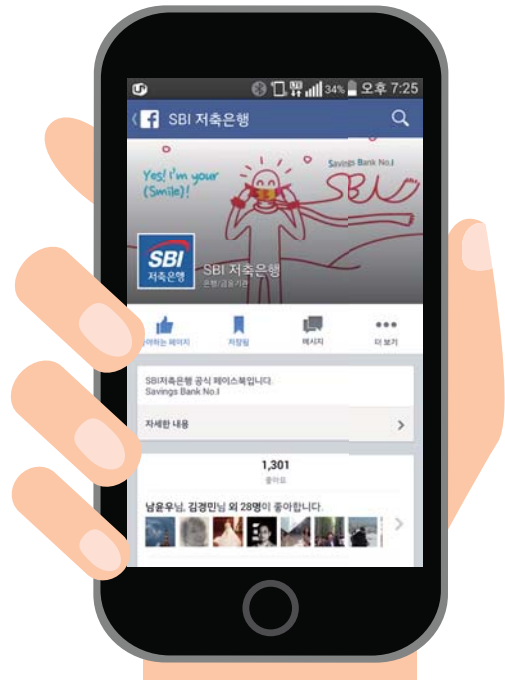 34% 오후 7:25
SBI 저축은행
Yes! I'm your
(Smile)!
Savings Bank No.I
SBI
SBI
저축은행
SBI 저축은행
은행/금융기관
좋아하는 페이지 저장됨 메시지 더 보기
SBI저축은행 공식 페이스북입니다.
Savings Bank No.I
자세한 내용
1,301
좋아요
남윤우님, 김경민님 외 28명이 좋아합니다.